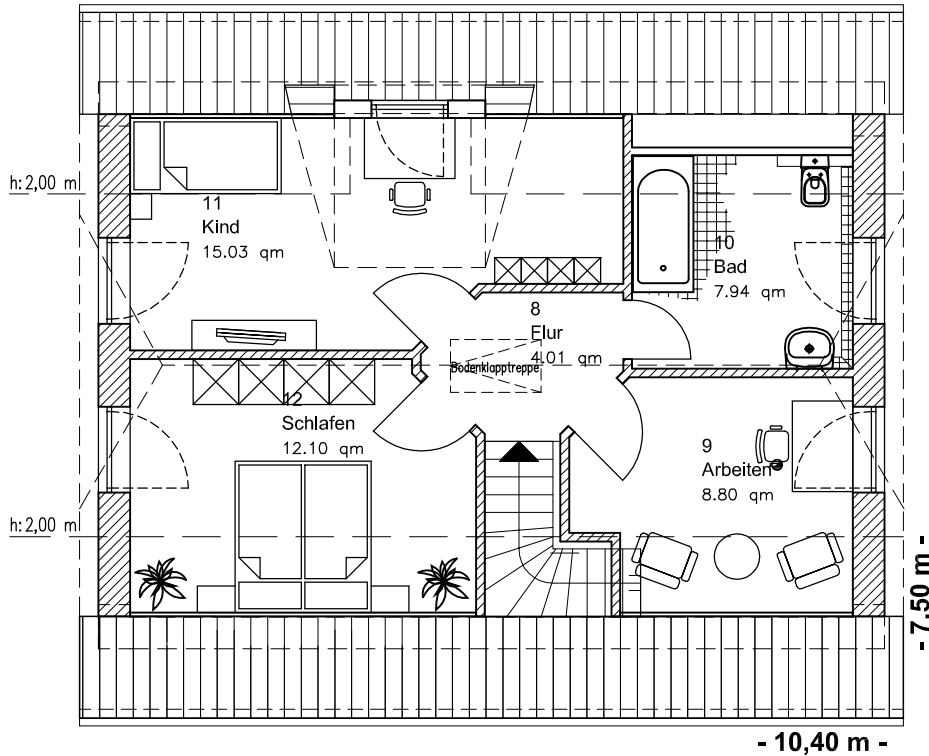 h:2,00 m
11
Kind
15.03 qm
10
Bad
7.94 qm
8
Flur
4.01 qm
Bodenklapptreppe
12
Schlafen
12.10 qm
9
Arbeiten
8.80 qm
h:2,00 m
- 7.50 m -
- 10,40 m -